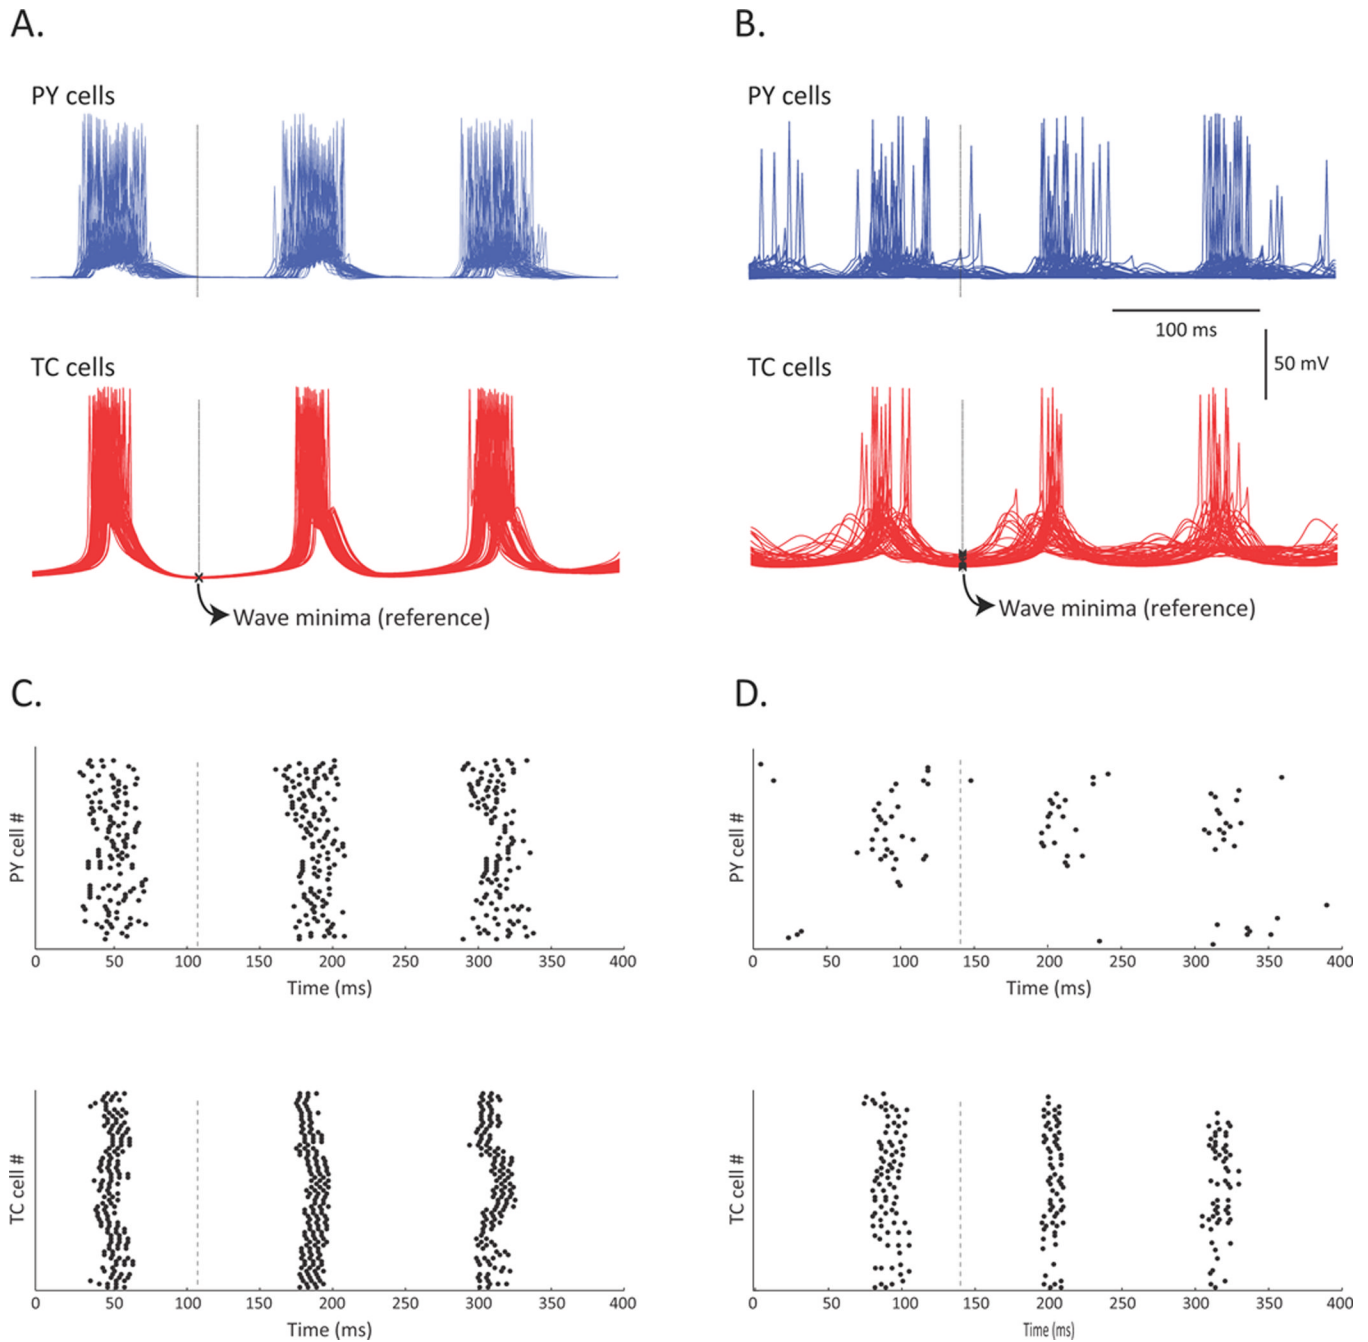 A.
B.
PY cells
PY cells
100 ms
50 mV
TC cells
TC cells
Wave minima (reference)
Wave minima (reference)
C.
D.
PY cell #
0 50 100 150 200 250 300 350 400
Time (ms)
PY cell #
0 50 100 150 200 250 300 350 400
Time (ms)
TC cell #
0 50 100 150 200 250 300 350 400
Time (ms)
TC cell #
0 50 100 150 200 250 300 350 400
Time (ms)